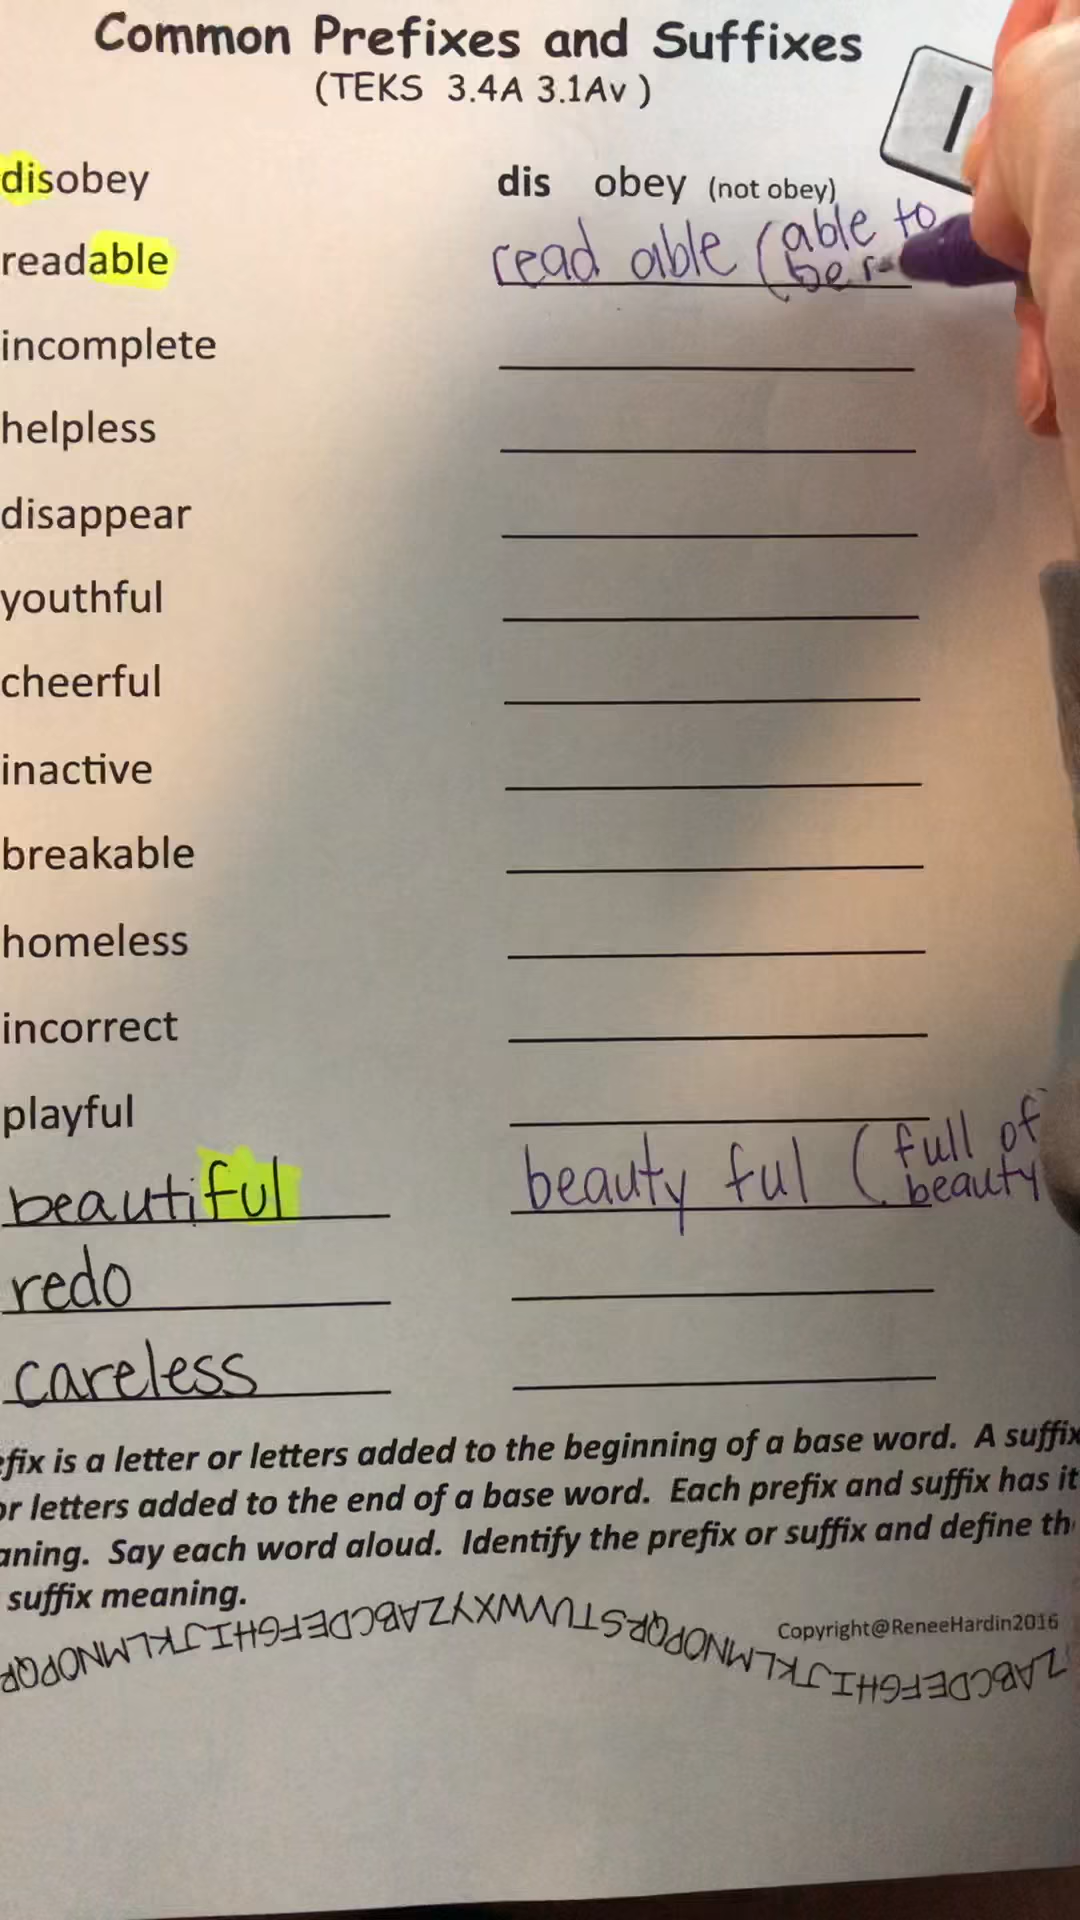 Common Prefixes and Suffixes
(TEKS 3.4A 3.1Av )
disobey dis obey (not obey)
readable read able (able to
be r
incomplete
helpless
disappear
youthful
cheerful
inactive
breakable
homeless
incorrect
playful
beautiful beauty ful ( full of
beauty
redo
careless
efix is a letter or letters added to the beginning of a base word. A suffix
or letters added to the end of a base word. Each prefix and suffix has it
aning. Say each word aloud. Identify the prefix or suffix and define th
suffix meaning.
Copyright@ReneeHardin2016